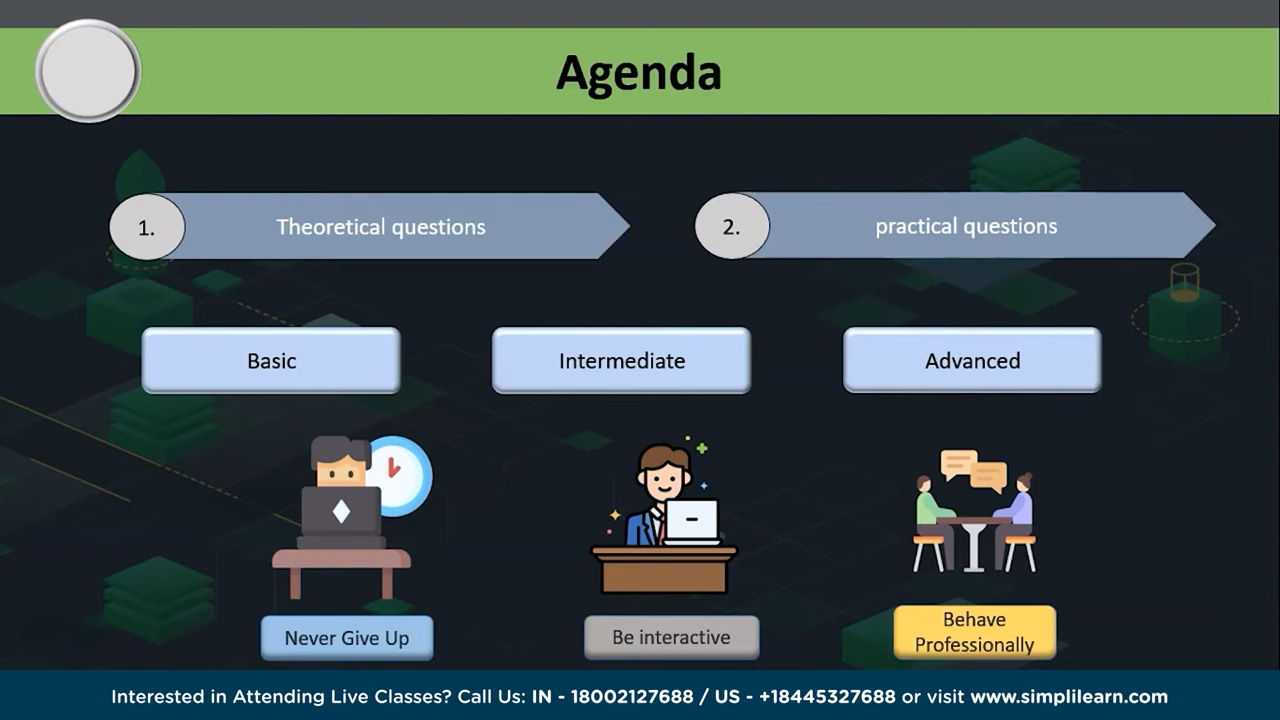 Agenda
1.
Theoretical questions
2.
practical questions
Basic
Intermediate
Advanced
Never Give Up
Be interactive
Behave
Professionally
Interested in Attending Live Classes? Call Us: IN - 18002127688 / US - +18445327688 or visit www.simplilearn.com